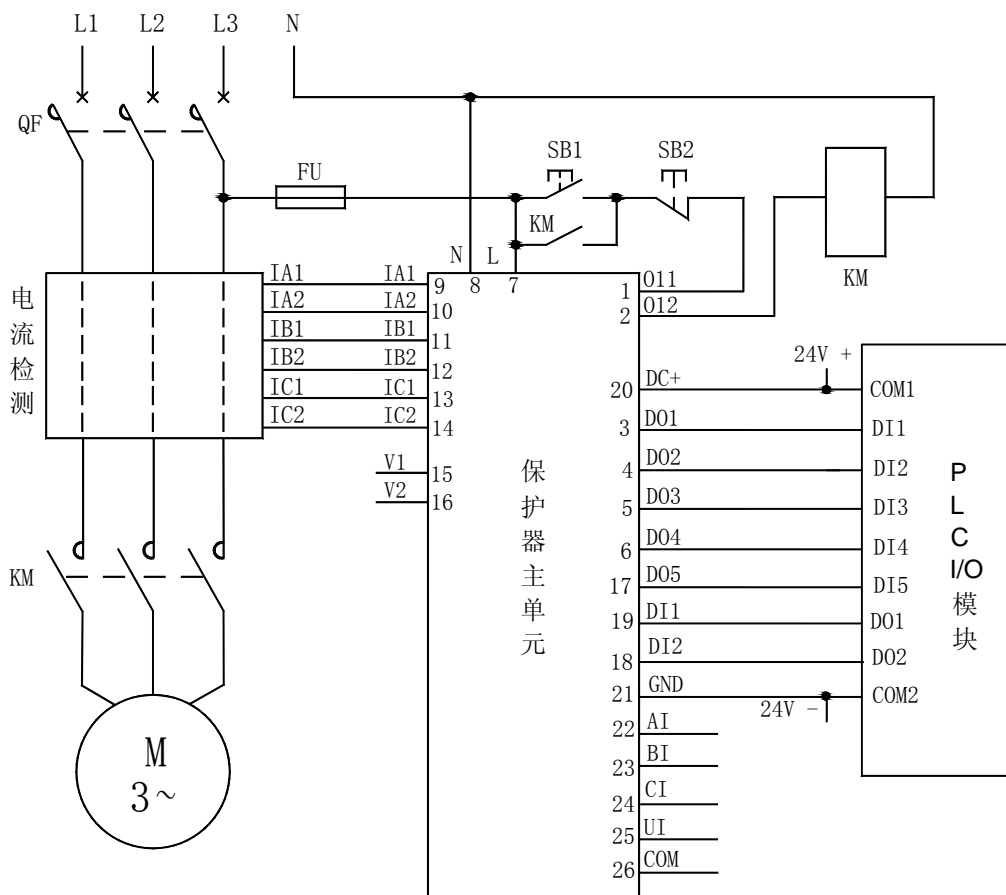 L1 L2 L3 N
QF
FU
SB1 SB2
KM
KM
N L
电流检测
IA1 IA1 9 8 7
IA2 IA2 10
IB1 IB1 11
IB2 IB2 12
IC1 IC1 13
IC2 IC2 14
V1 15
V2 16
保护器主单元
1 O11
2 O12
20 DC+ 24V + COM1
3 DO1 DI1
4 DO2 DI2
5 DO3 DI3
6 DO4 DI4
17 DO5 DI5
19 DI1 DO1
18 DI2 DO2
21 GND 24V - COM2
22 AI
23 BI
24 CI
25 UI
26 COM
PLC
I/O
模块
KM
M
3~